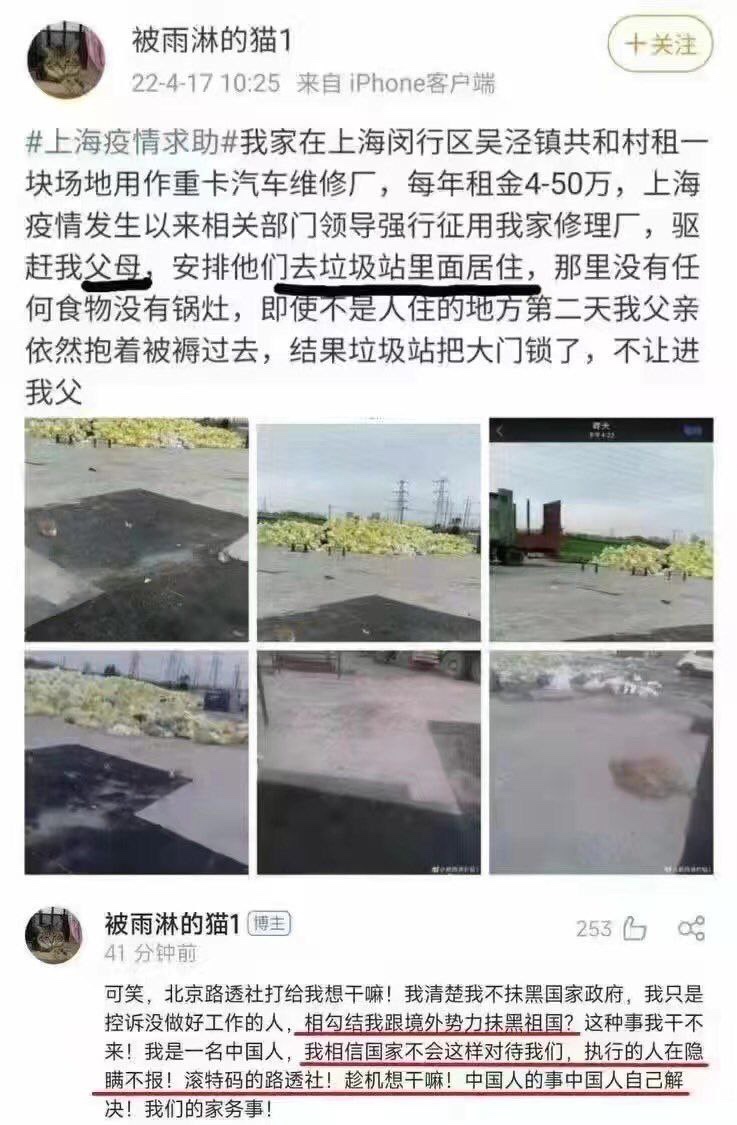 被雨淋的猫1
十关注
22-4-17 10:25 来自 iPhone客户端
#上海疫情求助#我家在上海闵行区吴泾镇共和村租一
块场地用作重卡汽车维修厂，每年租金4-50万，上海
疫情发生以来相关部门领导强行征用我家修理厂，驱
赶我父母，安排他们去垃圾站里面居住，那里没有任
何食物没有锅灶，即使不是人住的地方第二天我父亲
依然抱着被褥过去，结果垃圾站把大门锁了，不让进
我父
昨天
被雨淋的猫1 博主
253
41 分钟前
可笑，北京路透社打给我想干嘛！我清楚我不抹黑国家政府，我只是
控诉没做好工作的人，相勾结我跟境外势力抹黑祖国？这种事我干不
来！我是一名中国人，我相信国家不会这样对待我们，执行的人在隐
瞒不报！滚特码的路透社！趁机想干嘛！中国人的事中国人自己解
决！我们的家务事！